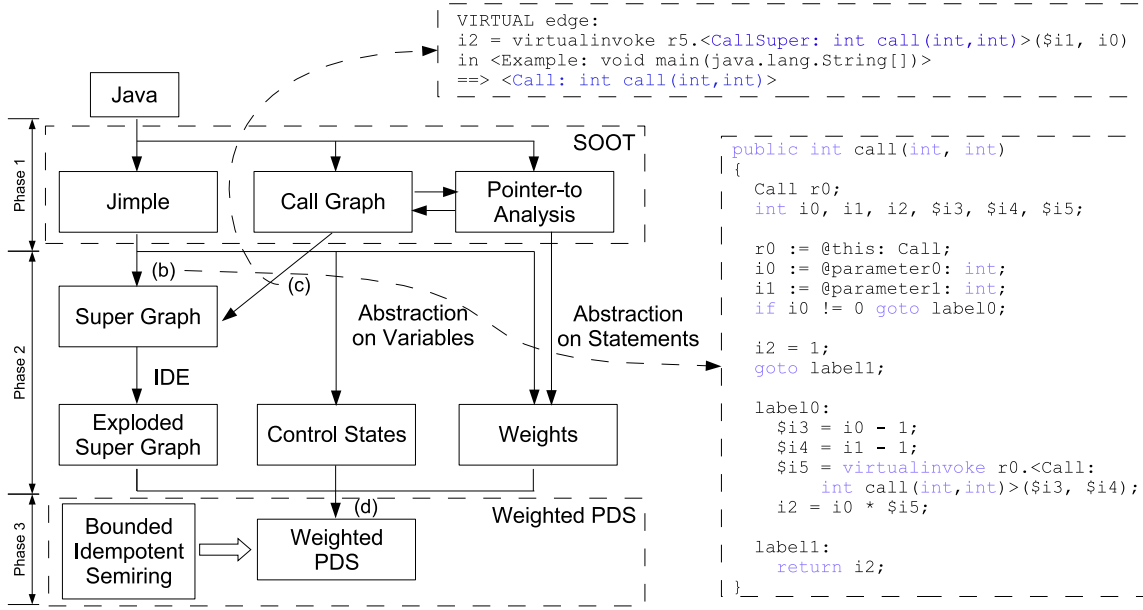 VIRTUAL edge:
i2 = virtualinvoke r5.<CallSuper: int call(int,int)>($i1, i0)
in <Example: void main(java.lang.String[])>
==> <Call: int call(int,int)>
Java
Phase 1
SOOT
Jimple
Call Graph
Pointer-to
Analysis
Phase 2
(b)
(c)
Super Graph
Abstraction
on Variables
Abstraction
on Statements
IDE
Exploded
Super Graph
Control States
Weights
Phase 3
(d)
Weighted PDS
Bounded
Idempotent
Semiring
Weighted
PDS
public int call(int, int)
{
Call r0;
int i0, i1, i2, $i3, $i4, $i5;
r0 := @this: Call;
i0 := @parameter0: int;
i1 := @parameter1: int;
if i0 != 0 goto label0;
i2 = 1;
goto label1;
label0:
$i3 = i0 - 1;
$i4 = i1 - 1;
$i5 = virtualinvoke r0.<Call:
int call(int,int)>($i3, $i4);
i2 = i0 * $i5;
label1:
return i2;
}